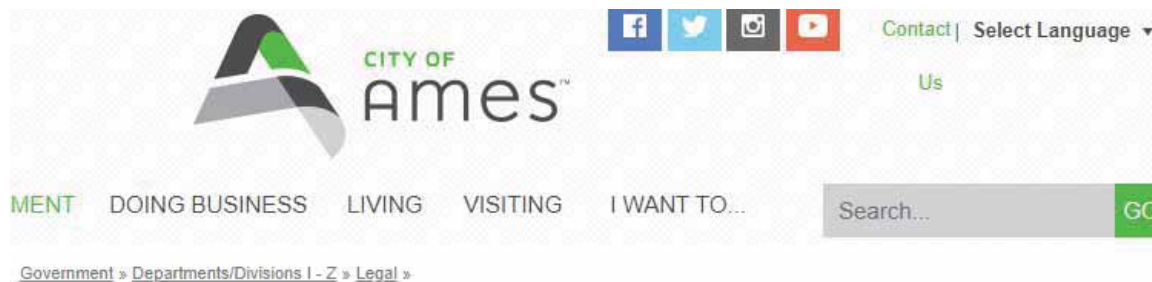 CITY OF
Ames™
Contact | Select Language ▾
Us
MENT DOING BUSINESS LIVING VISITING I WANT TO...
Search... GO
Government » Departments/Divisions I - Z » Legal »